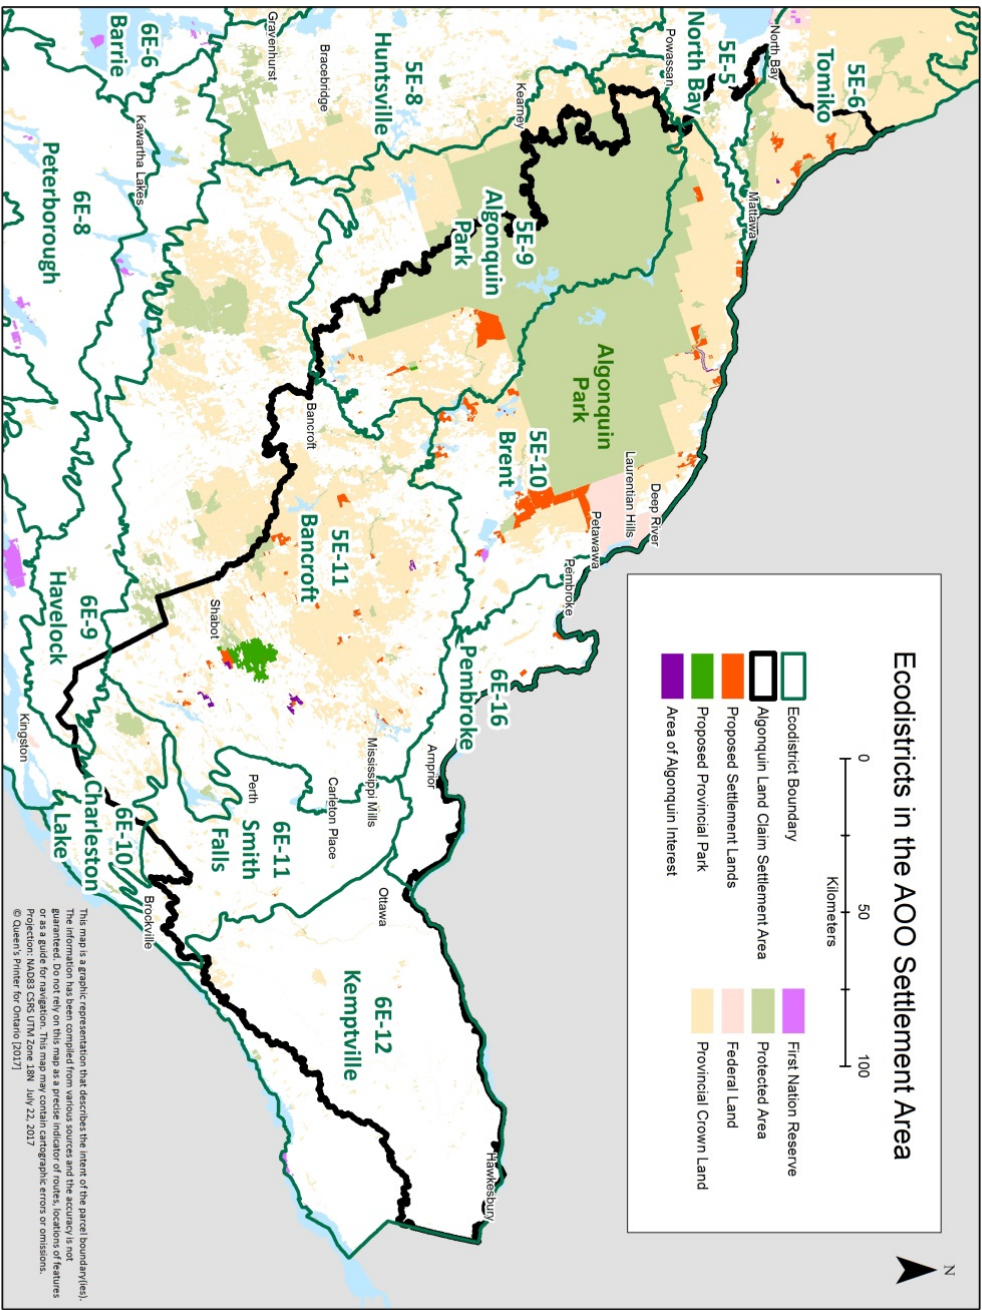 Ecodistricts in the AOO Settlement Area
0
50
100
Kilometers
Ecodistrict Boundary
Algonquin Land Claim Settlement Area
Proposed Settlement Lands
Proposed Provincial Park
Area of Algonquin Interest
First Nation Reserve
Protected Area
Federal Land
Provincial Crown Land
N
5E-6
Tomiko
North Bay
5E-5
North Bay
Powassan
Mattawa
5E-8
Huntsville
Kearney
Bracebridge
Gravenhurst
6E-6
Barrie
5E-9
Algonquin
Park
Algonquin
Park
5E-10
Brent
Deep River
Laurentian Hills
Petawawa
Pembroke
6E-16
Pembroke
Kawartha Lakes
6E-8
Peterborough
Bancroft
5E-11
Bancroft
Sharbot
6E-9
Havelock
Kingston
Arnprior
Mississippi Mills
Carleton Place
Perth
6E-11
Smith
Falls
6E-10
Charleston
Lake
Ottawa
Brockville
6E-12
Kemptville
Hawkesbury
This map is a graphic representation that describes the intent of the parcel boundary(ies).
The information has been compiled from various sources and the accuracy is not
guaranteed. Do not rely on this map as a precise indicator of routes, locations of features
or as a guide for navigation. This map may contain cartographic errors or omissions.
Projection: NAD83 CSRS UTM Zone 18N July 22, 2017
© Queen's Printer for Ontario [2017]